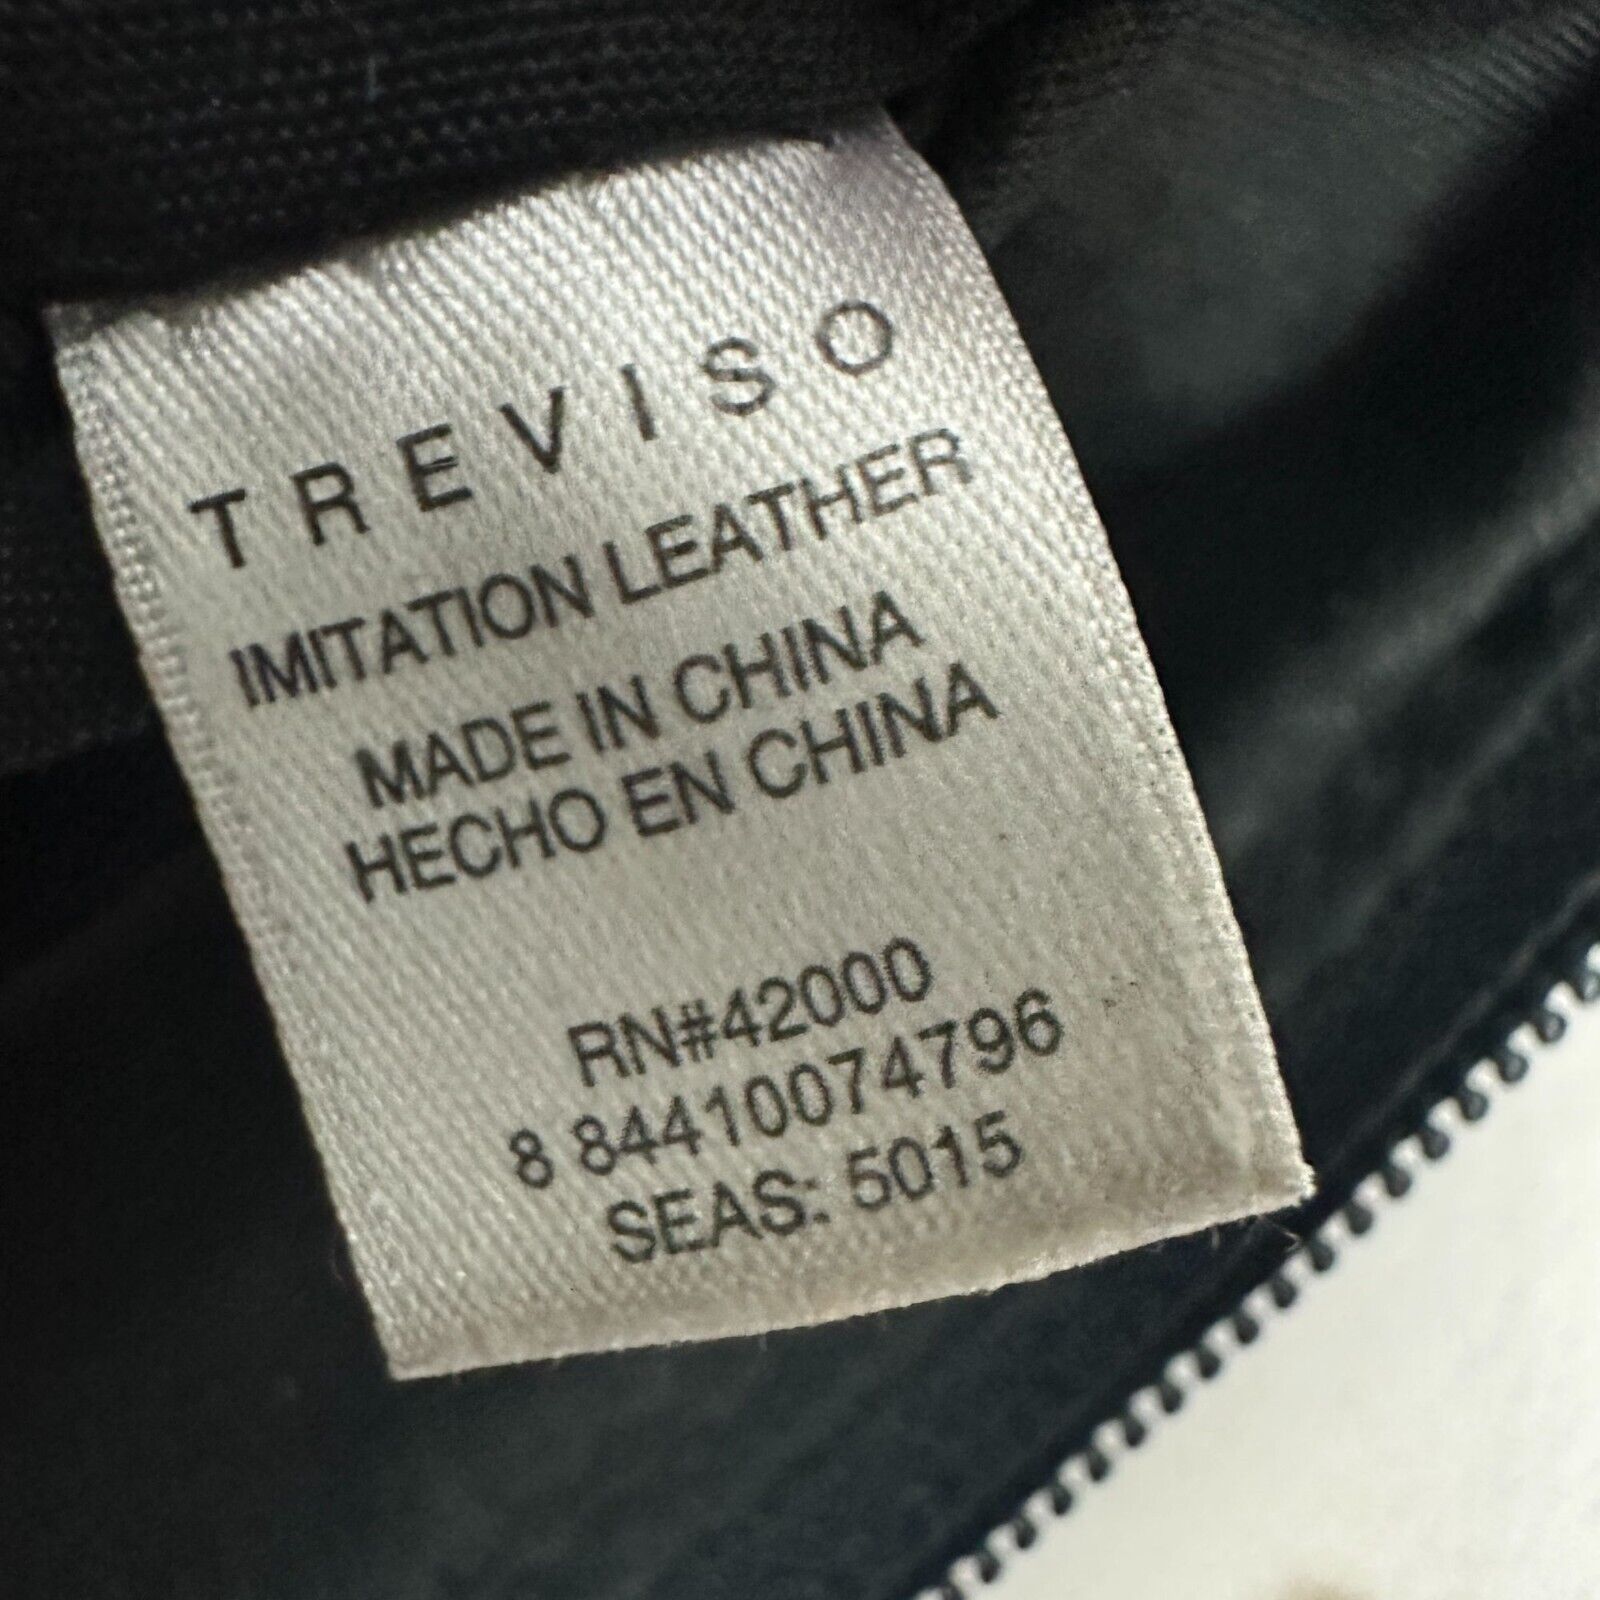 TREVISO
IMITATION LEATHER
MADE IN CHINA
HECHO EN CHINA
RN#42000
8 84410074796
SEAS: 5015